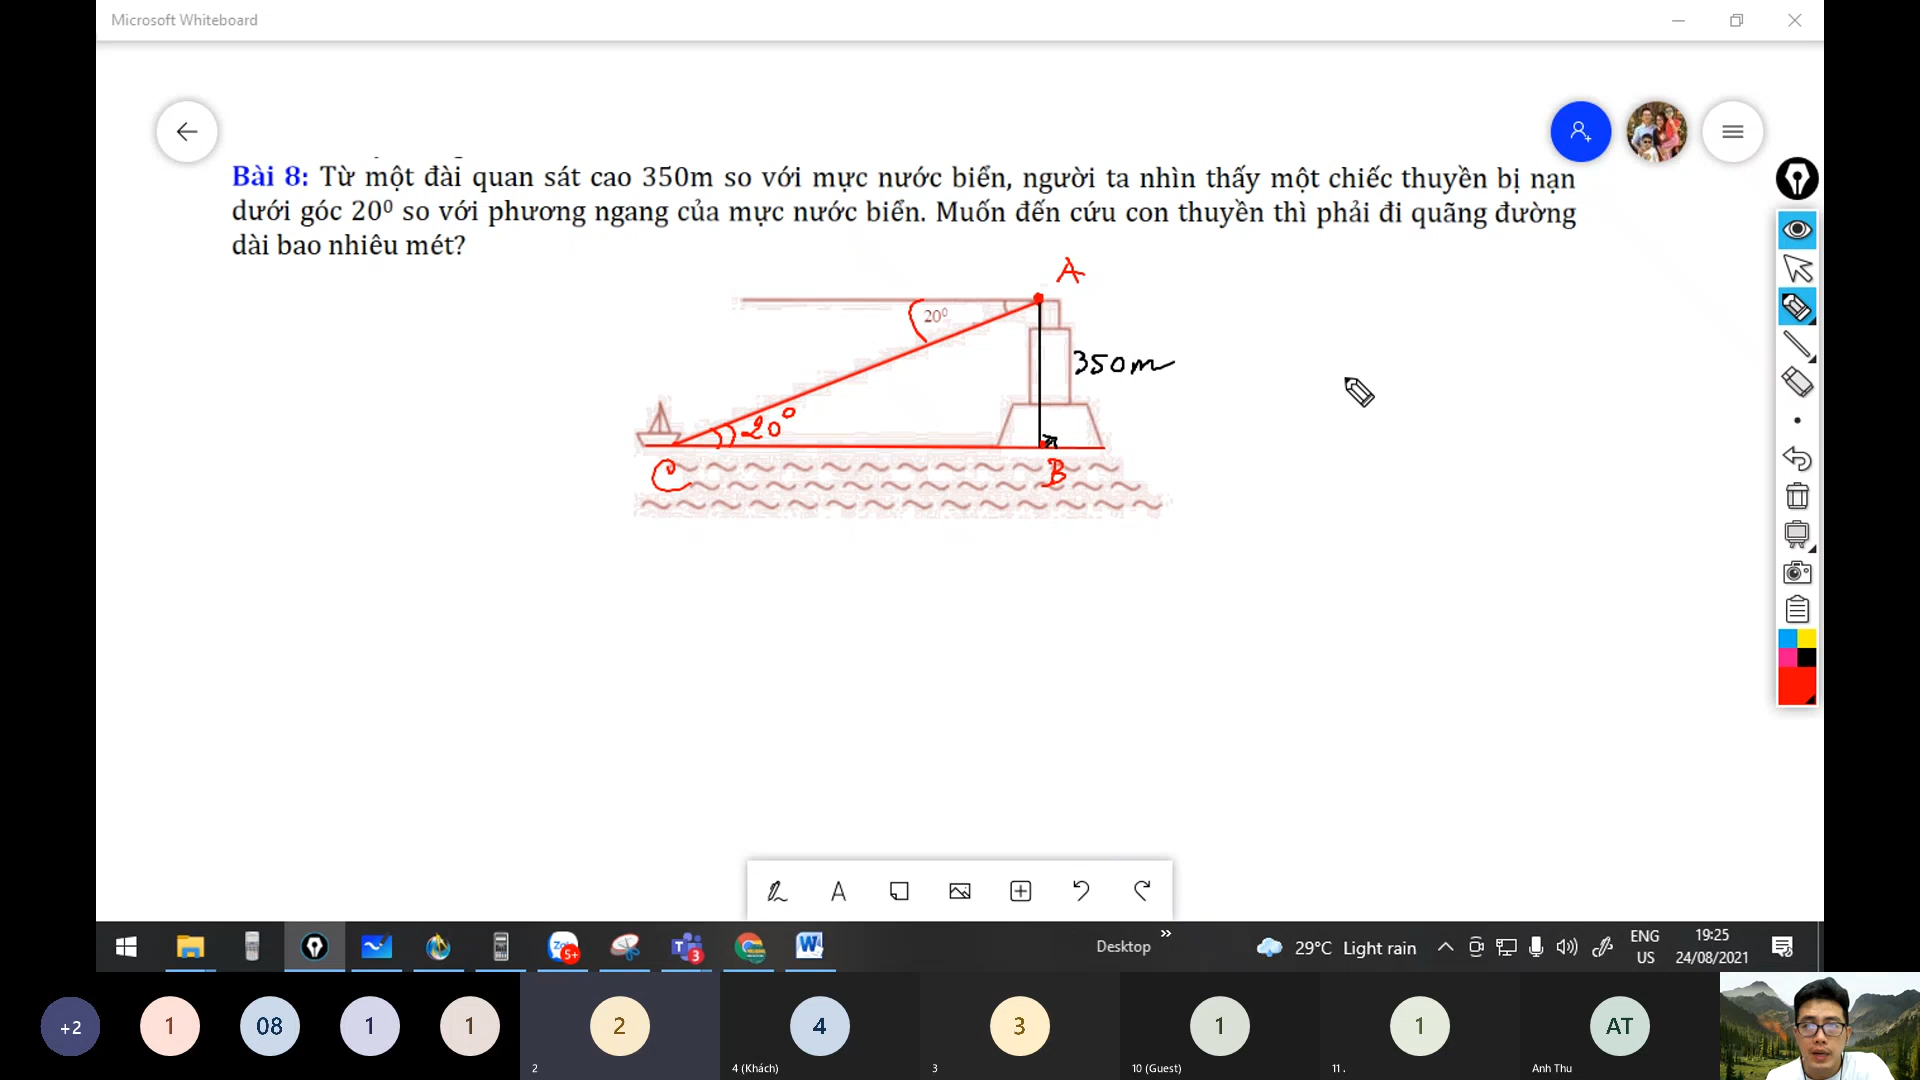 Microsoft Whiteboard
Bài 8: Từ một đài quan sát cao 350m so với mực nước biển, người ta nhìn thấy một chiếc thuyền bị nạn
dưới góc 20⁰ so với phương ngang của mực nước biển. Muốn đến cứu con thuyền thì phải đi quãng đường
dài bao nhiêu mét?
A
20⁰
350m
20°
C
B
Desktop
29°C Light rain
ENG
US
19:25
24/08/2021
+2
1
08
1
1
2
4
3
1
1
AT
2
4 (Khách)
3
10 (Guest)
11 .
Anh Thu